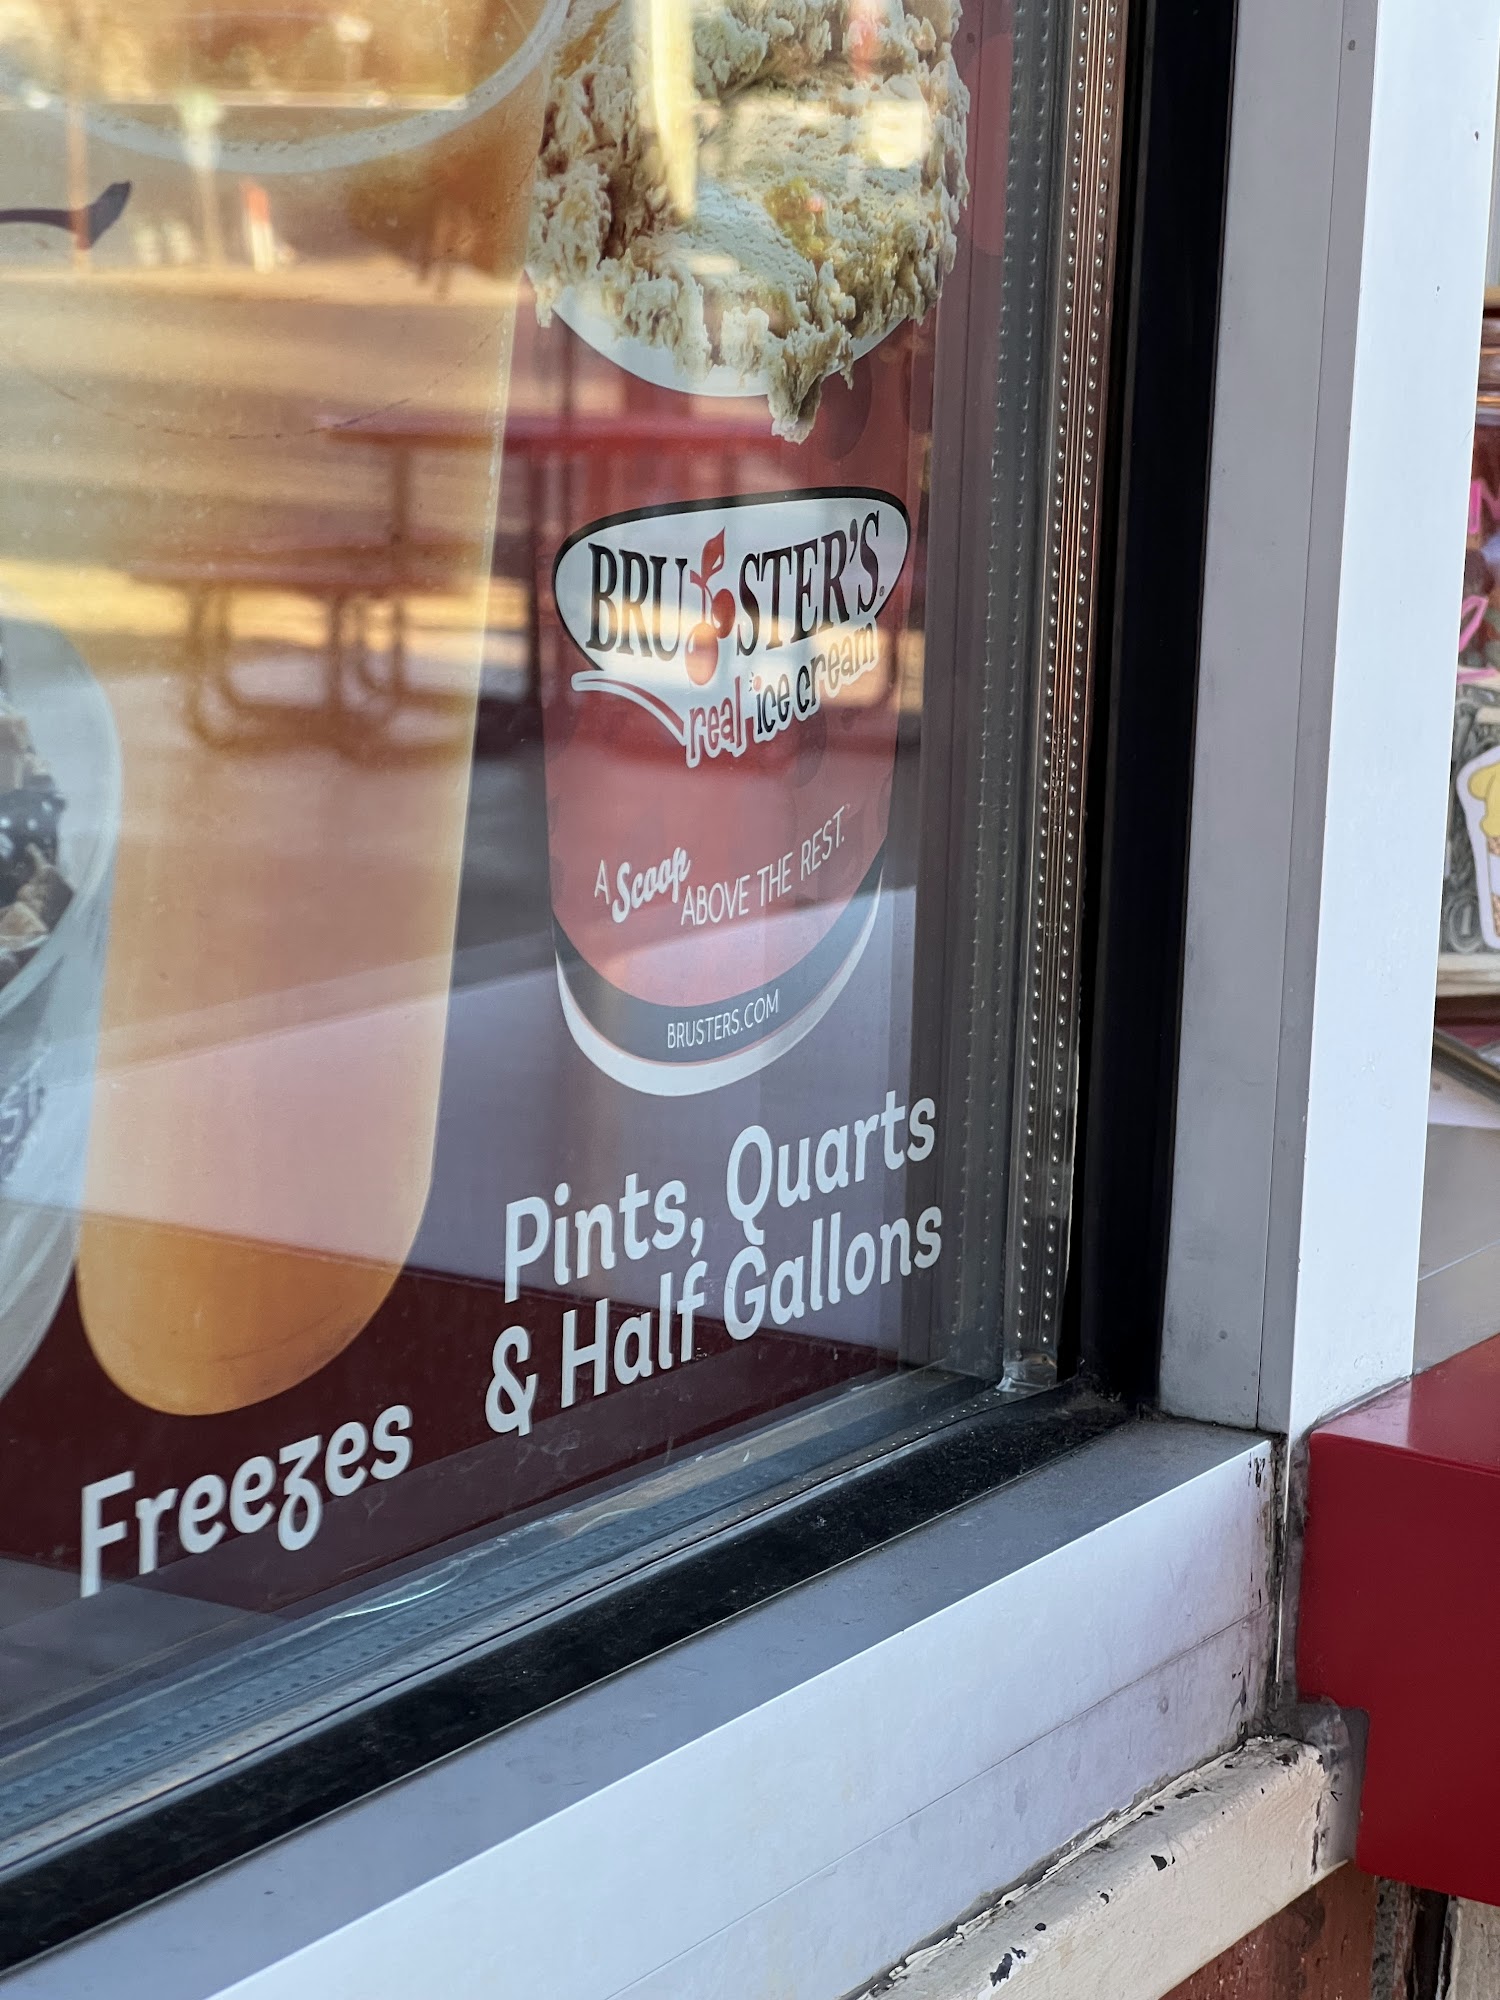 BRUSTER'S®
real ice cream
A Scoop ABOVE THE REST.
BRUSTERS.COM
Pints, Quarts
& Half Gallons
Freezes